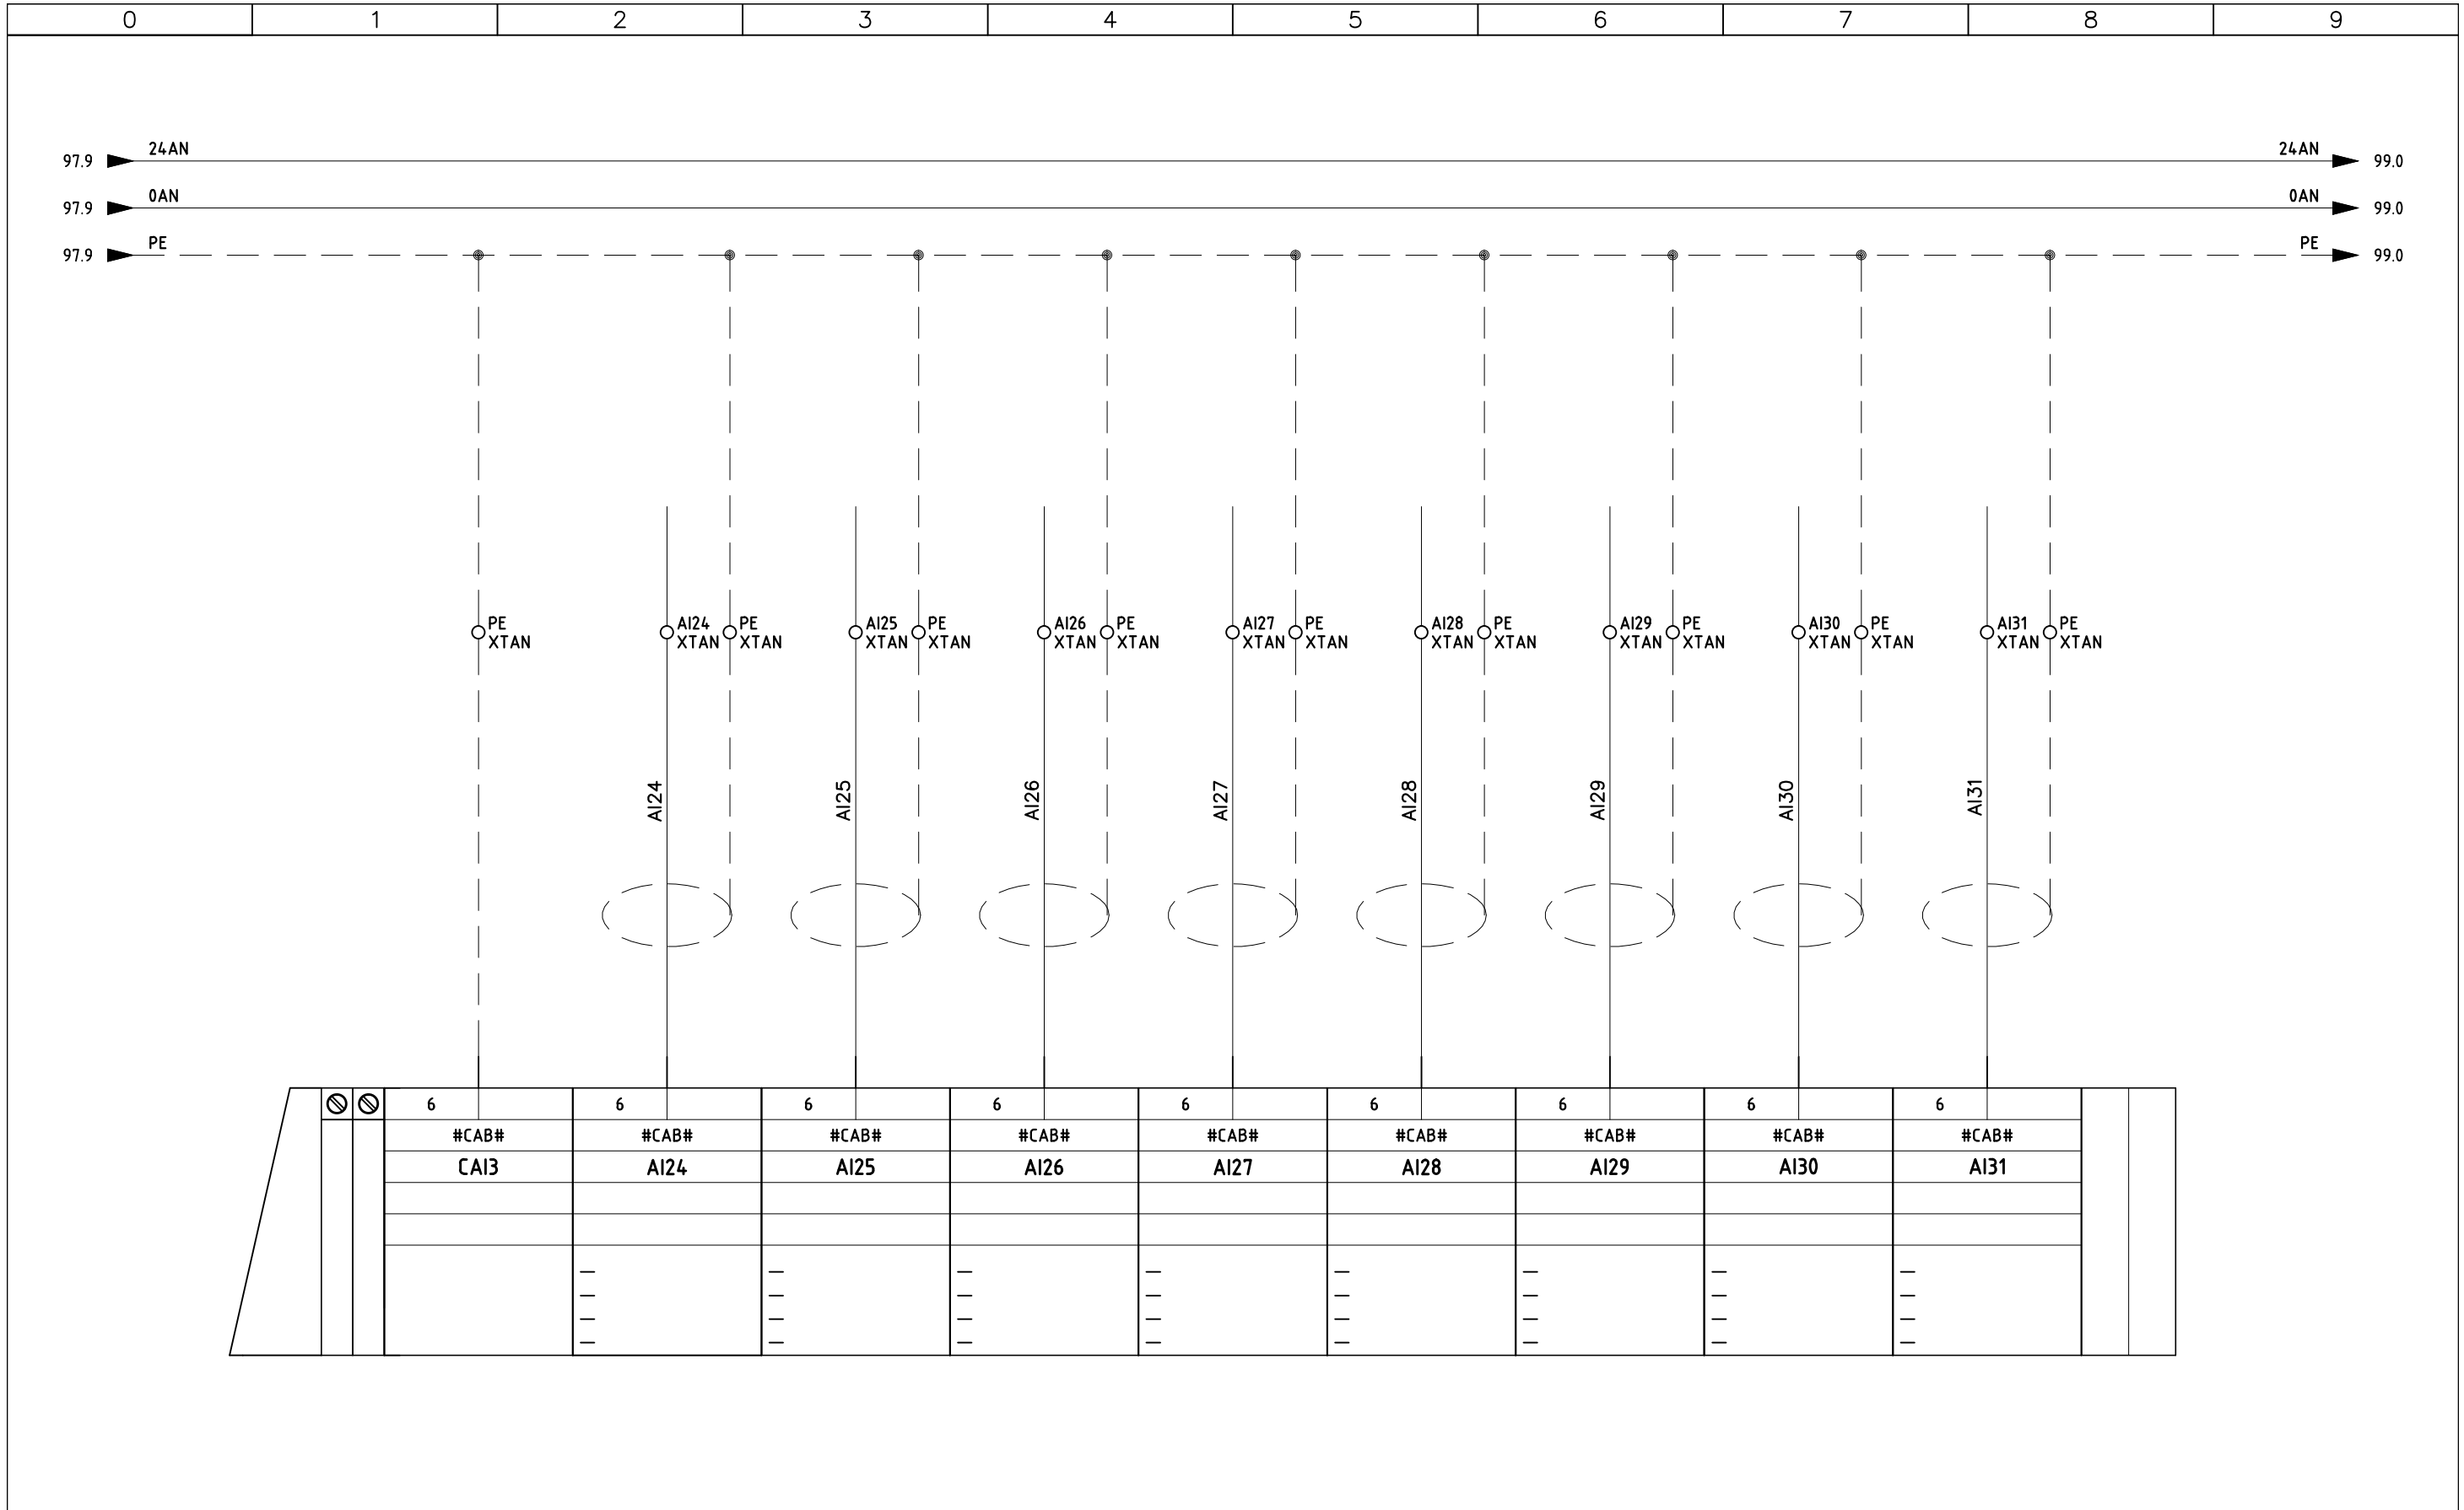 0 1 2 3 4 5 6 7 8 9
24AN 24AN
97.9 99.0
0AN 0AN
97.9 99.0
PE PE
97.9 99.0
PE AI24 PE AI25 PE AI26 PE AI27 PE AI28 PE AI29 PE AI30 PE AI31 PE
XTAN XTAN XTAN XTAN XTAN XTAN XTAN XTAN XTAN XTAN XTAN XTAN XTAN XTAN XTAN XTAN XTAN
AI24 AI25 AI26 AI27 AI28 AI29 AI30 AI31
6 6 6 6 6 6 6 6 6
#CAB# #CAB# #CAB# #CAB# #CAB# #CAB# #CAB# #CAB# #CAB#
CAI3 AI24 AI25 AI26 AI27 AI28 AI29 AI30 AI31